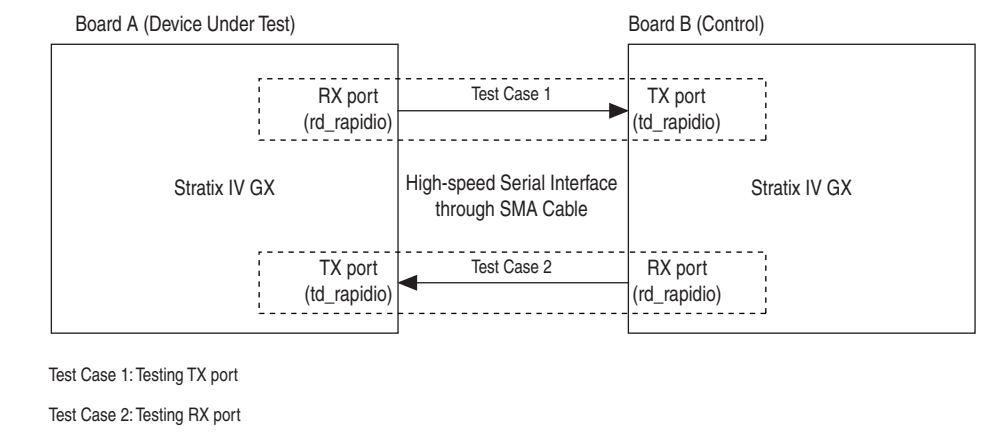 Board A (Device Under Test)
Board B (Control)
RX port
(rd_rapidio)
Test Case 1
TX port
(td_rapidio)
Stratix IV GX
High-speed Serial Interface
through SMA Cable
Stratix IV GX
TX port
(td_rapidio)
Test Case 2
RX port
(rd_rapidio)
Test Case 1: Testing TX port
Test Case 2: Testing RX port